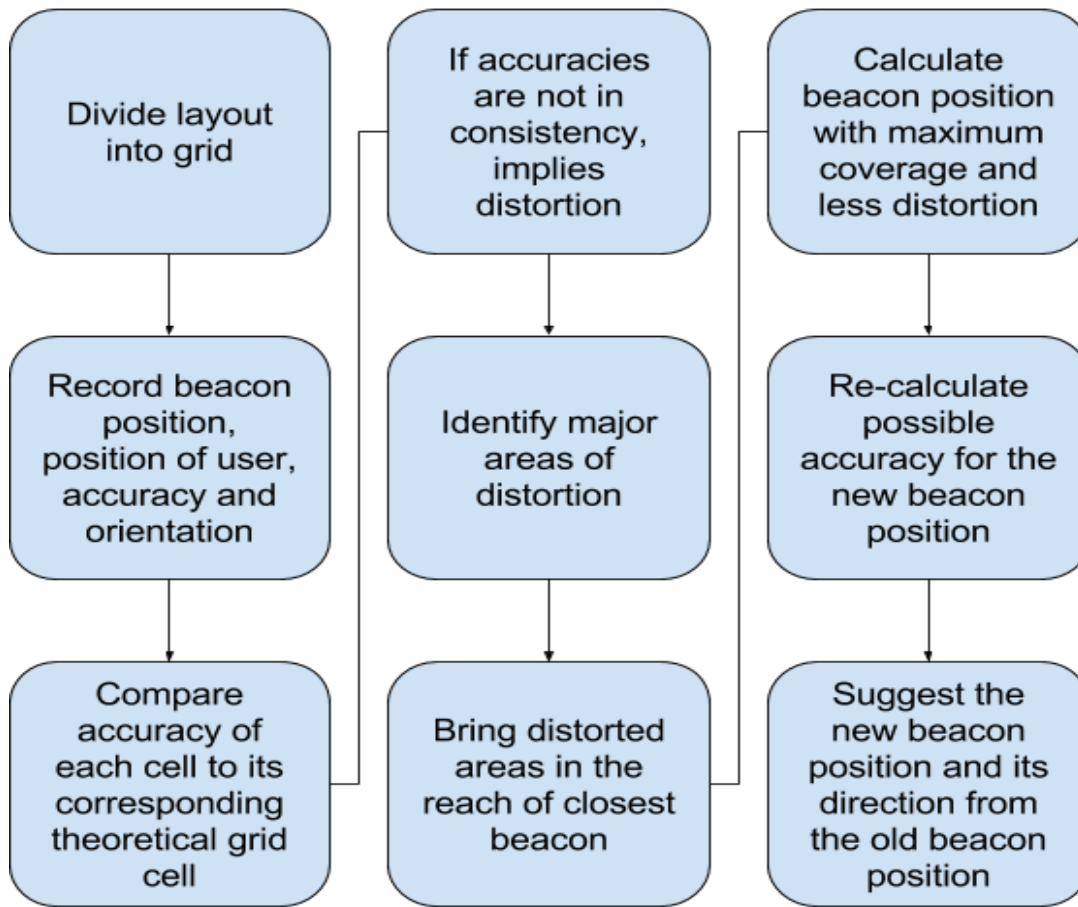 Divide layout
into grid
Record beacon
position,
position of user,
accuracy and
orientation
Compare
accuracy of
each cell to its
corresponding
theoretical grid
cell
If accuracies
are not in
consistency,
implies
distortion
Identify major
areas of
distortion
Bring distorted
areas in the
reach of closest
beacon
Calculate
beacon position
with maximum
coverage and
less distortion
Re-calculate
possible
accuracy for the
new beacon
position
Suggest the
new beacon
position and its
direction from
the old beacon
position